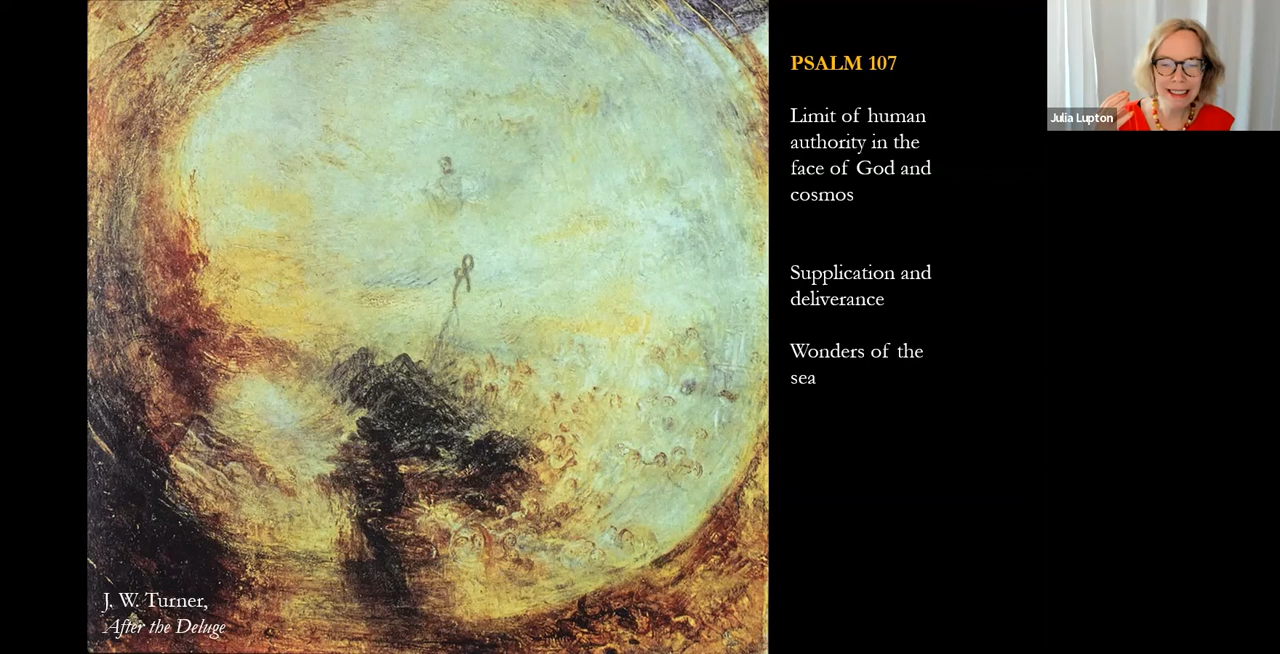 PSALM 107
Limit of human
authority in the
face of God and
cosmos
Supplication and
deliverance
Wonders of the
sea
Julia Lupton
J. W. Turner,
After the Deluge